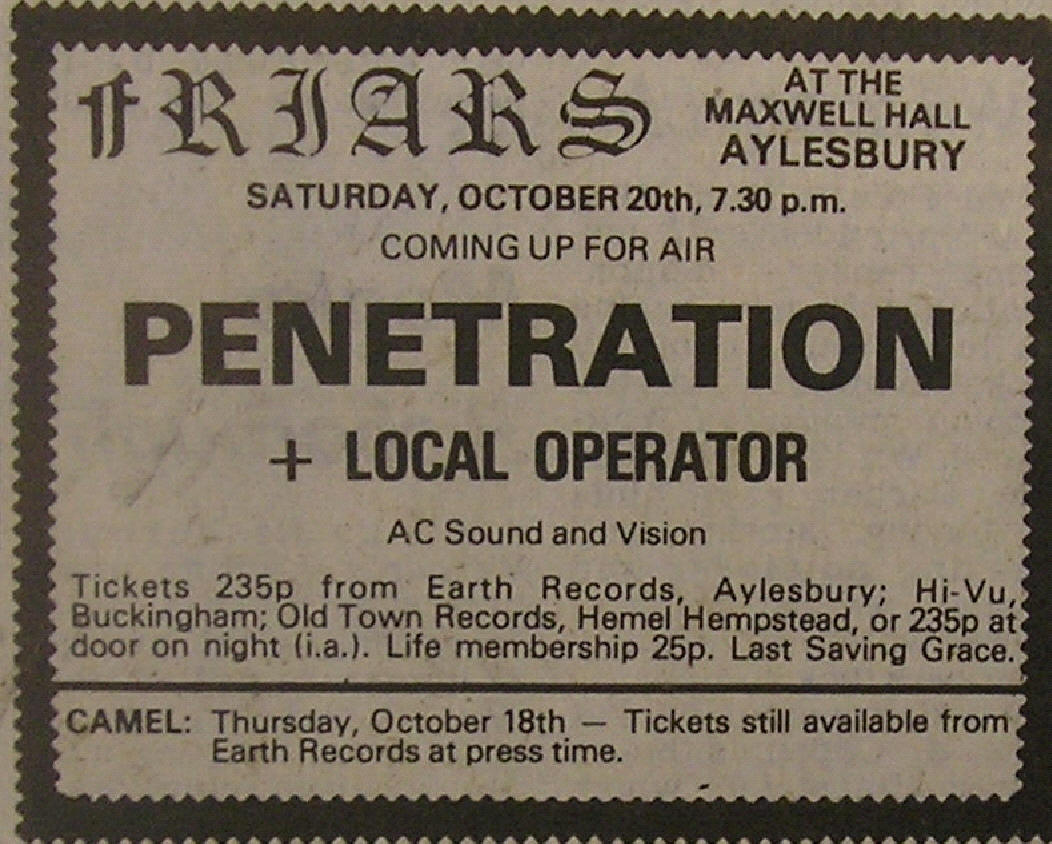 fRIARS
AT THE
MAXWELL HALL
AYLESBURY
SATURDAY, OCTOBER 20th, 7.30 p.m.
COMING UP FOR AIR
PENETRATION
+ LOCAL OPERATOR
AC Sound and Vision
Tickets 235p from Earth Records, Aylesbury; Hi-Vu,
Buckingham; Old Town Records, Hemel Hempstead, or 235p at
door on night (i.a.). Life membership 25p. Last Saving Grace.
CAMEL: Thursday, October 18th — Tickets still available from
Earth Records at press time.